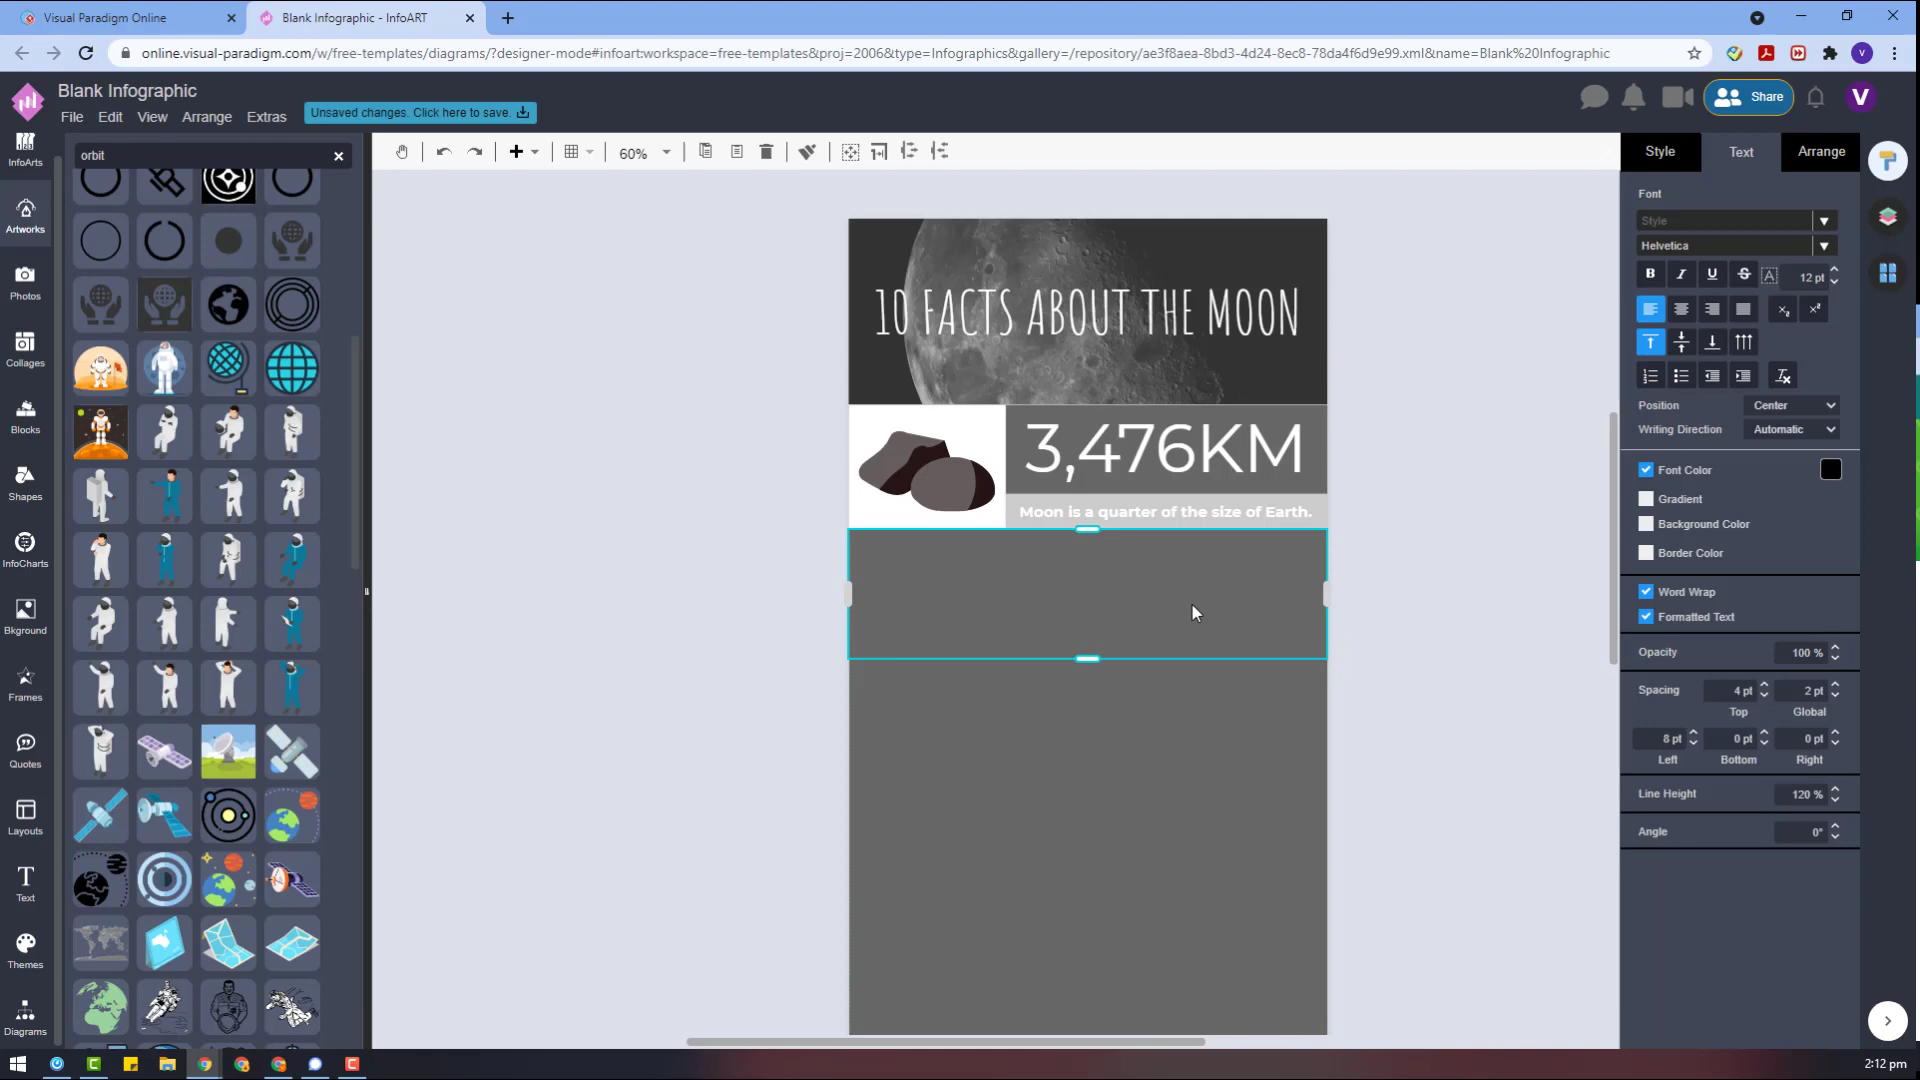 Visual Paradigm Online
Blank Infographic - InfoART
online.visual-paradigm.com/w/free-templates/diagrams/?designer-mode#infoart:workspace=free-templates&proj=2006&type=Infographics&gallery=/repository/ae3f8aea-8bd3-4d24-8ec8-78da4f6d9e99.xml&name=Blank%20Infographic
V
Blank Infographic
File Edit View Arrange Extras
Unsaved changes. Click here to save.
Share
V
InfoArts
Artworks
Photos
Collages
Blocks
Shapes
InfoCharts
Bkground
Frames
Quotes
Layouts
Text
Themes
Diagrams
orbit
60%
10 FACTS ABOUT THE MOON
3,476KM
Moon is a quarter of the size of Earth.
Style Text Arrange
Font
Style
Helvetica
B I U S A 12 pt
Position Center
Writing Direction Automatic
Font Color
Gradient
Background Color
Border Color
Word Wrap
Formatted Text
Opacity 100 %
Spacing 4 pt 2 pt
Top Global
8 pt 0 pt 0 pt
Left Bottom Right
Line Height 120 %
Angle 0°
2:12 pm